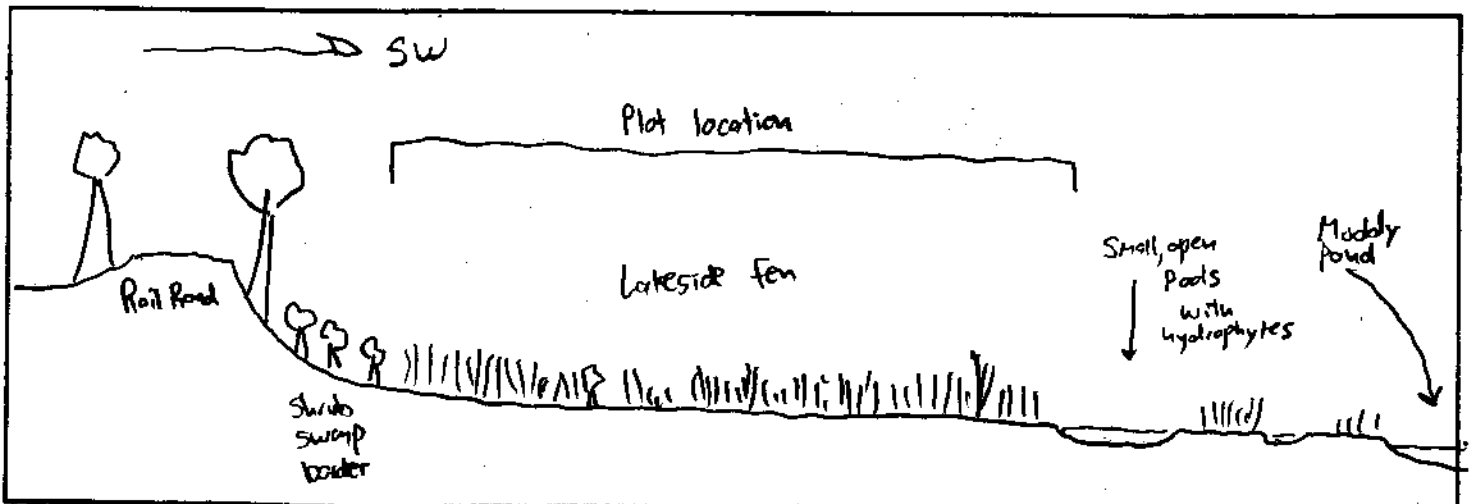 SW
Plot location
Rail Road
Lakeside fen
Small, open
Pools
with
hydrophytes
Muddy
pond
Shrub
swamp
border